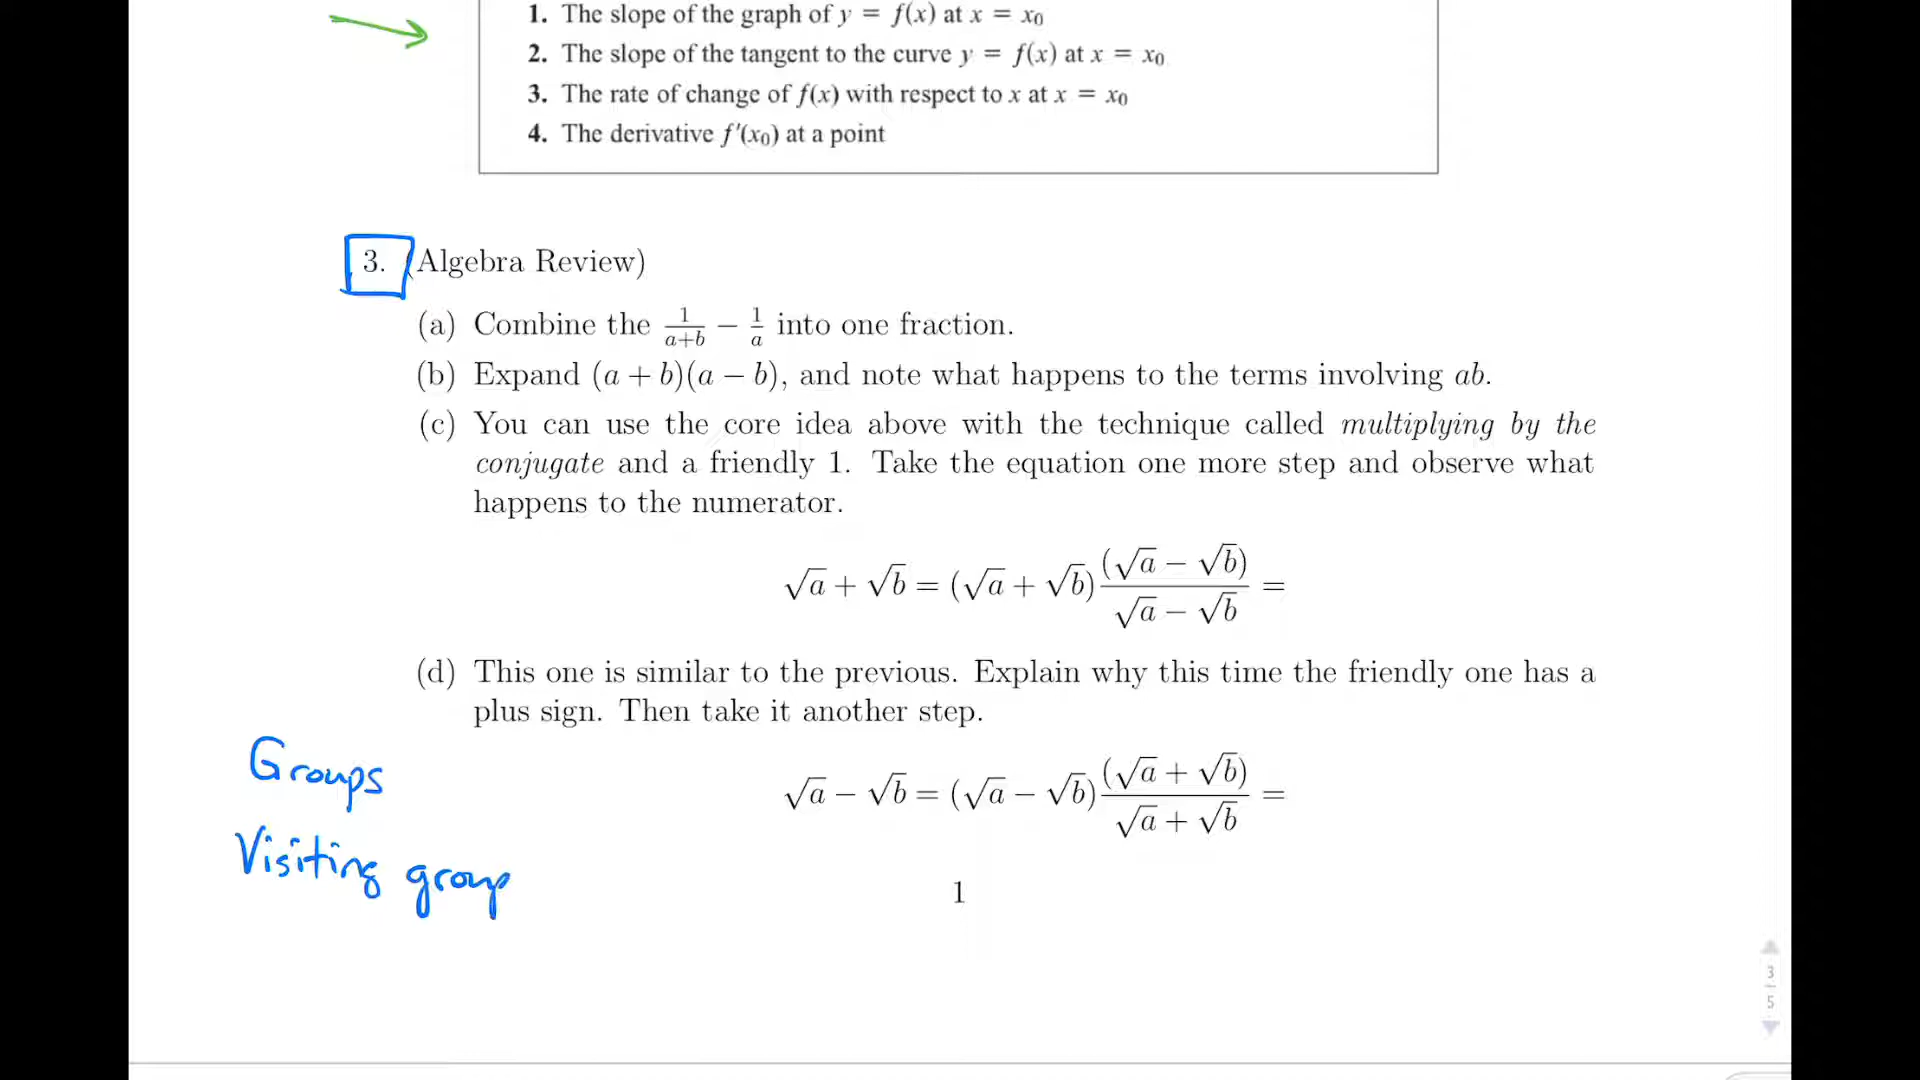 1. The slope of the graph of y = f(x) at x = x₀
2. The slope of the tangent to the curve y = f(x) at x = x₀
3. The rate of change of f(x) with respect to x at x = x₀
4. The derivative f′(x₀) at a point
3. (Algebra Review)
(a) Combine the 1/(a+b) − 1/a into one fraction.
(b) Expand (a + b)(a − b), and note what happens to the terms involving ab.
(c) You can use the core idea above with the technique called multiplying by the
conjugate and a friendly 1. Take the equation one more step and observe what
happens to the numerator.
√a + √b = (√a + √b) (√a − √b)/(√a − √b) =
(d) This one is similar to the previous. Explain why this time the friendly one has a
plus sign. Then take it another step.
Groups
√a − √b = (√a − √b) (√a + √b)/(√a + √b) =
Visiting group
1
3
5